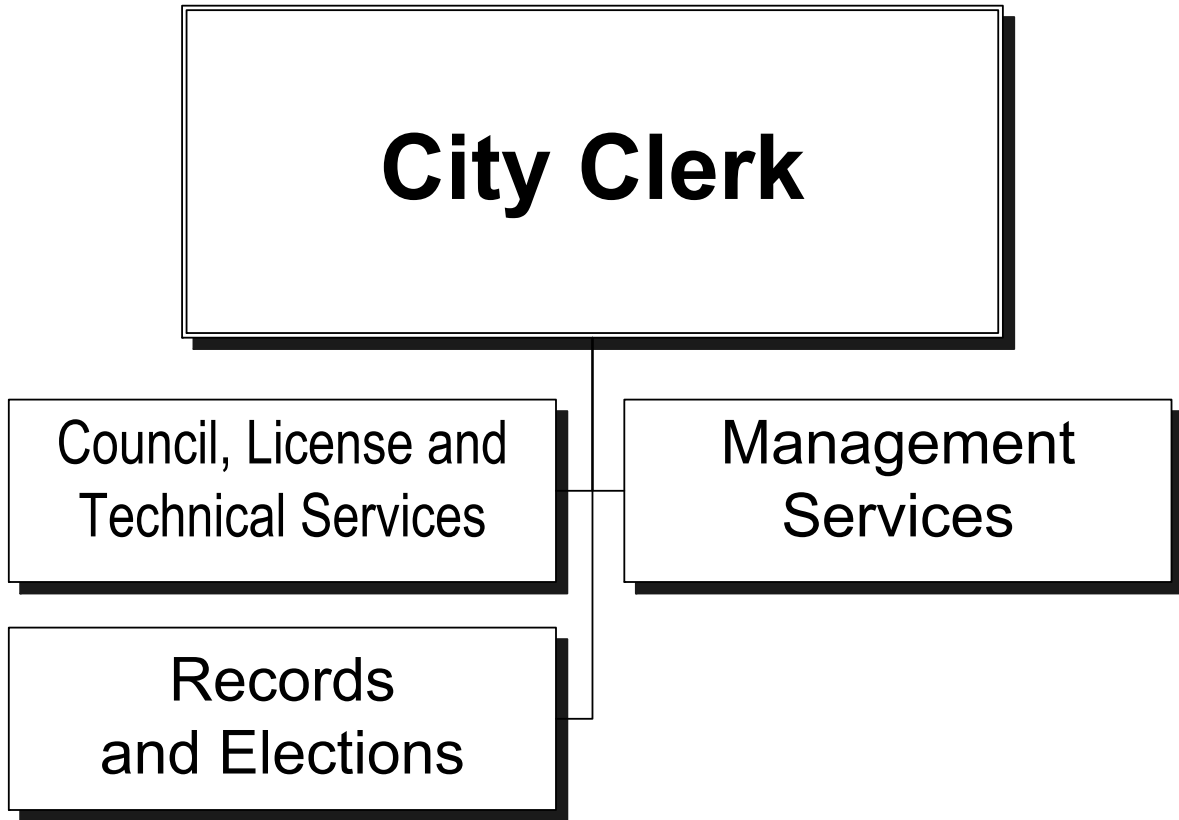 City Clerk
Council, License and
Technical Services
Management
Services
Records
and Elections